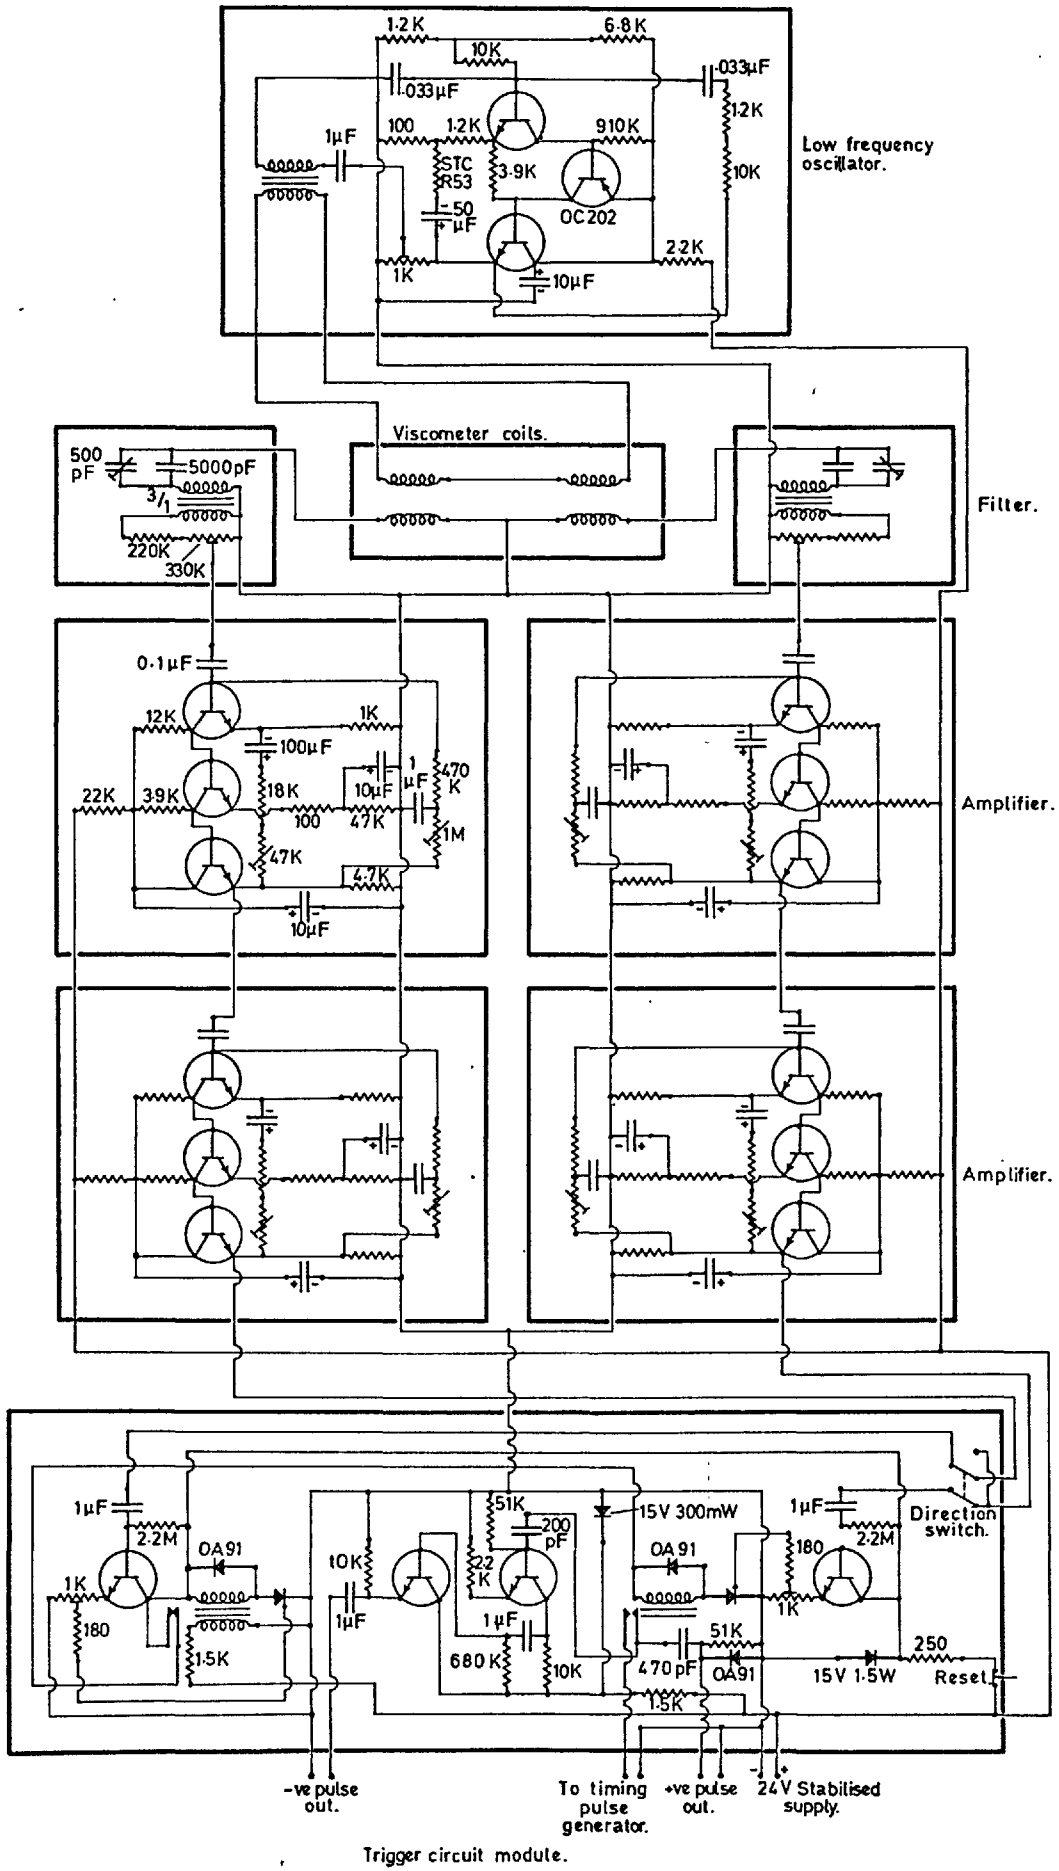 1·2K
6·8K
10K
·033µF
·033µF
1·2K
100
1·2K
910K
1µF
STC
R53
3·9K
10K
Low frequency
oscillator.
50
µF
OC202
1K
10µF
2·2K
Viscometer coils.
500
pF
5000pF
3/1
220K
330K
Filter.
0·1µF
12K
1K
100µF
1
µF
470
K
10µF
18K
22K
3·9K
100
47K
1M
Amplifier.
47K
4·7K
10µF
Amplifier.
1µF
51K
200
pF
15V 300mW
1µF
Direction
switch.
2·2M
2·2M
OA91
10K
22
K
OA91
180
1K
1µF
1µF
1K
180
51K
250
1·5K
680K
10K
470pF
OA91
15V 1·5W
Reset.
1·5K
-ve pulse
out.
To timing
pulse
generator.
+ve pulse
out.
- +
24V Stabilised
supply.
Trigger circuit module.